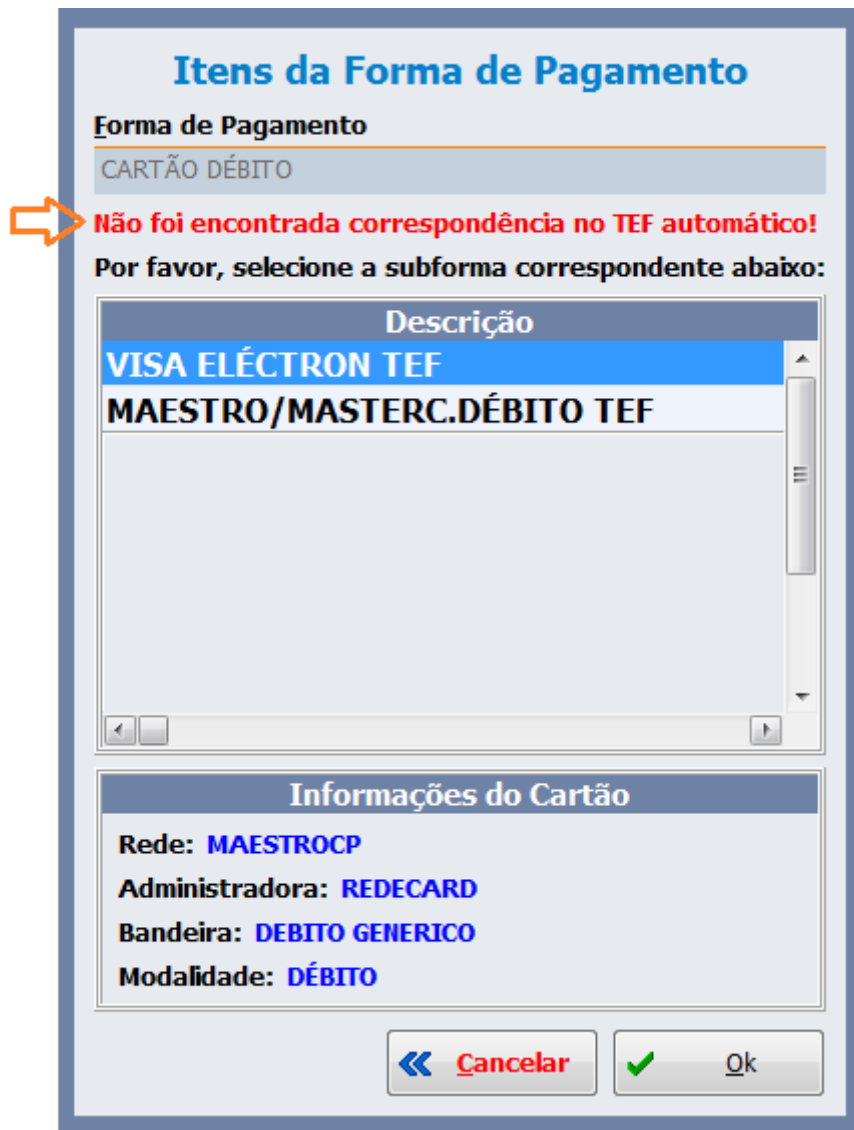 Itens da Forma de Pagamento
Forma de Pagamento
CARTÃO DÉBITO
Não foi encontrada correspondência no TEF automático!
Por favor, selecione a subforma correspondente abaixo:
Descrição
VISA ELÉCTRON TEF
MAESTRO/MASTERC.DÉBITO TEF
Informações do Cartão
Rede: MAESTROCP
Administradora: REDECARD
Bandeira: DEBITO GENERICO
Modalidade: DÉBITO
Cancelar Ok